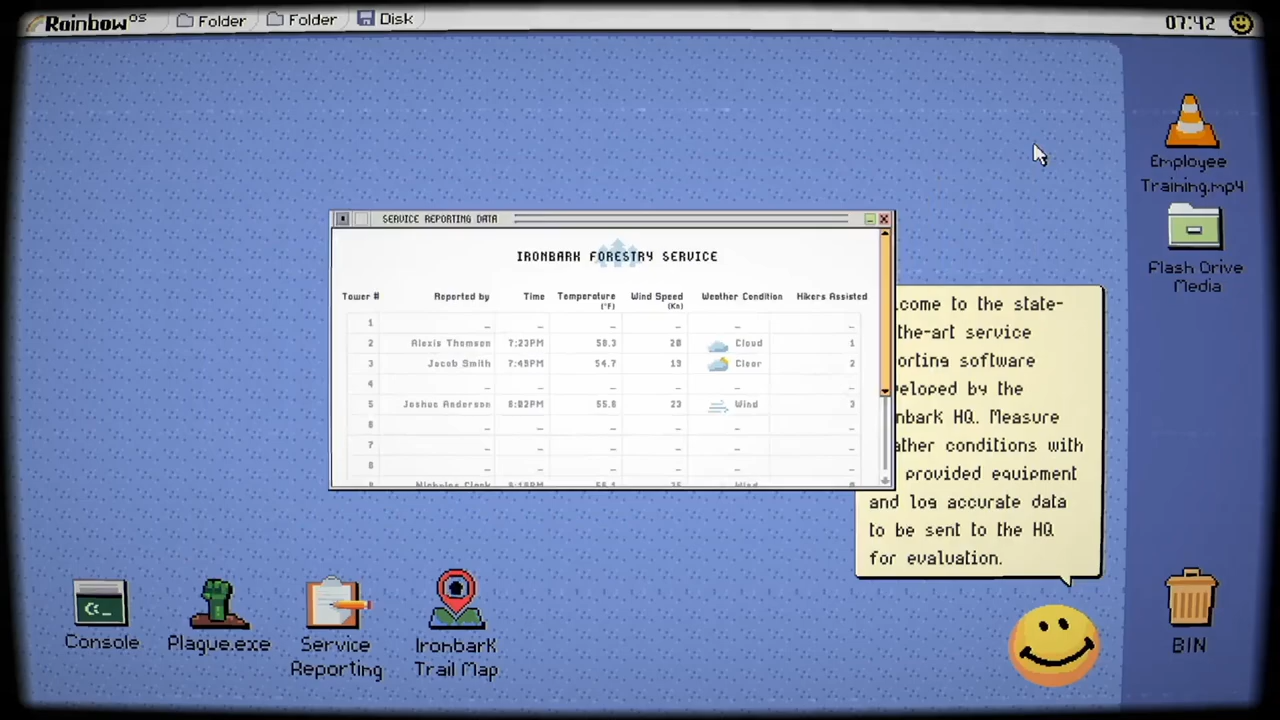 Rainbow OS Folder Folder Disk 07:42
Employee
Training.mp4
Flash Drive
Media
SERVICE REPORTING DATA
IRONBARK FORESTRY SERVICE
Tower # Reported by Time Temperature Wind Speed Weather Condition Hikers Assisted
(°F) (Kn)
1 – – – – – –
2 Alexis Thomson 7:23PM 50.3 20 Cloud 1
3 Jacob Smith 7:45PM 54.7 19 Clear 2
4 – – – – – –
5 Joshua Anderson 8:02PM 55.0 23 Wind 3
6 – – – – – –
7 – – – – – –
8 – – – – – –
lcome to the state-
the-art service
orting software
veloped by the
nbark HQ. Measure
ather conditions with
provided equipment
and log accurate data
to be sent to the HQ
for evaluation.
Console
Plague.exe
Service
Reporting
Ironbark
Trail Map
BIN